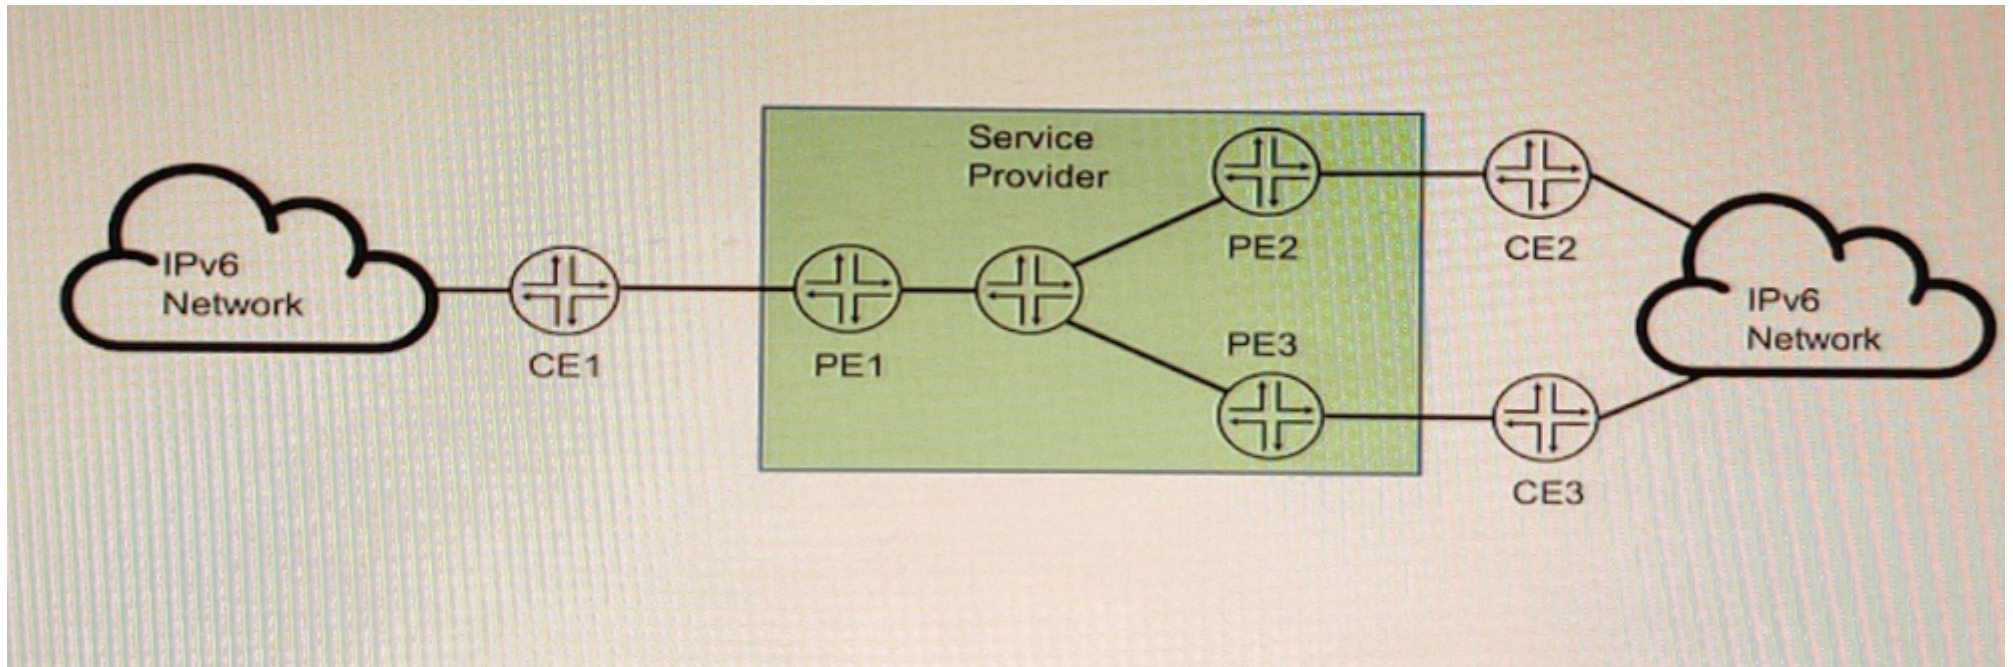 Service
Provider
IPv6
Network
CE1
PE1
PE2
CE2
PE3
CE3
IPv6
Network